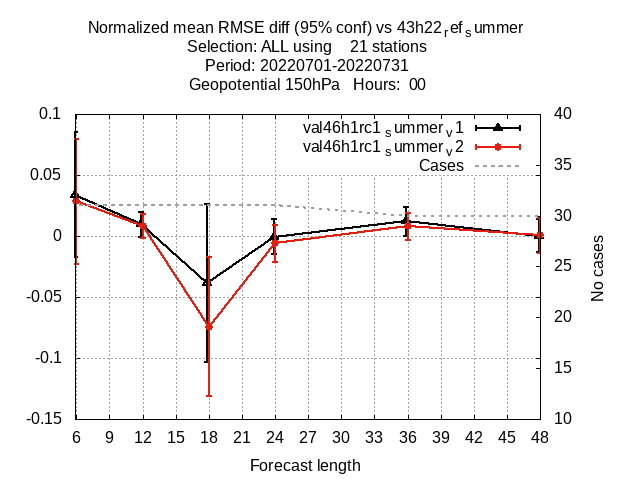 Normalized mean RMSE diff (95% conf) vs 43h22refsummer
Selection: ALL using 21 stations
Period: 20220701-20220731
Geopotential 150hPa Hours: 00
val46h1rc1summerv1
val46h1rc1summerv2
Cases
0.1
0.05
0
-0.05
-0.1
-0.15
40
35
30
25
20
15
10
No cases
6 9 12 15 18 21 24 27 30 33 36 39 42 45 48
Forecast length